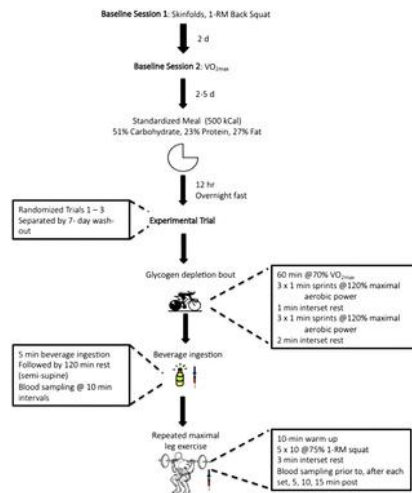 Baseline Session 1: Skinfolds, 1-RM Back Squat
2 d
Baseline Session 2: VO2max
2-5 d
Standardized Meal (500 kCal)
51% Carbohydrate, 23% Protein, 27% Fat
12 hr
Overnight fast
Randomized Trials 1 – 3
Separated by 7- day wash-
out
Experimental Trial
Glycogen depletion bout
60 min @70% VO2max
3 x 1 min sprints @120% maximal
aerobic power
1 min interset rest
3 x 1 min sprints @120% maximal
aerobic power
2 min interset rest
5 min beverage ingestion
Followed by 120 min rest
(semi-supine)
Blood sampling @ 10 min
intervals
Beverage ingestion
Repeated maximal
leg exercise
10-min warm up
5 x 10 @75% 1-RM squat
3 min interset rest
Blood sampling prior to, after each
set, 5, 10, 15 min post